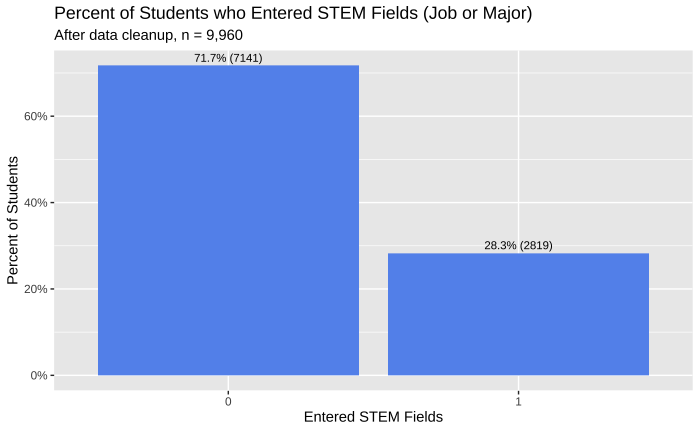 Percent of Students who Entered STEM Fields (Job or Major)
After data cleanup, n = 9,960
71.7% (7141)
60%
40%
28.3% (2819)
20%
0%
Percent of Students
0
1
Entered STEM Fields